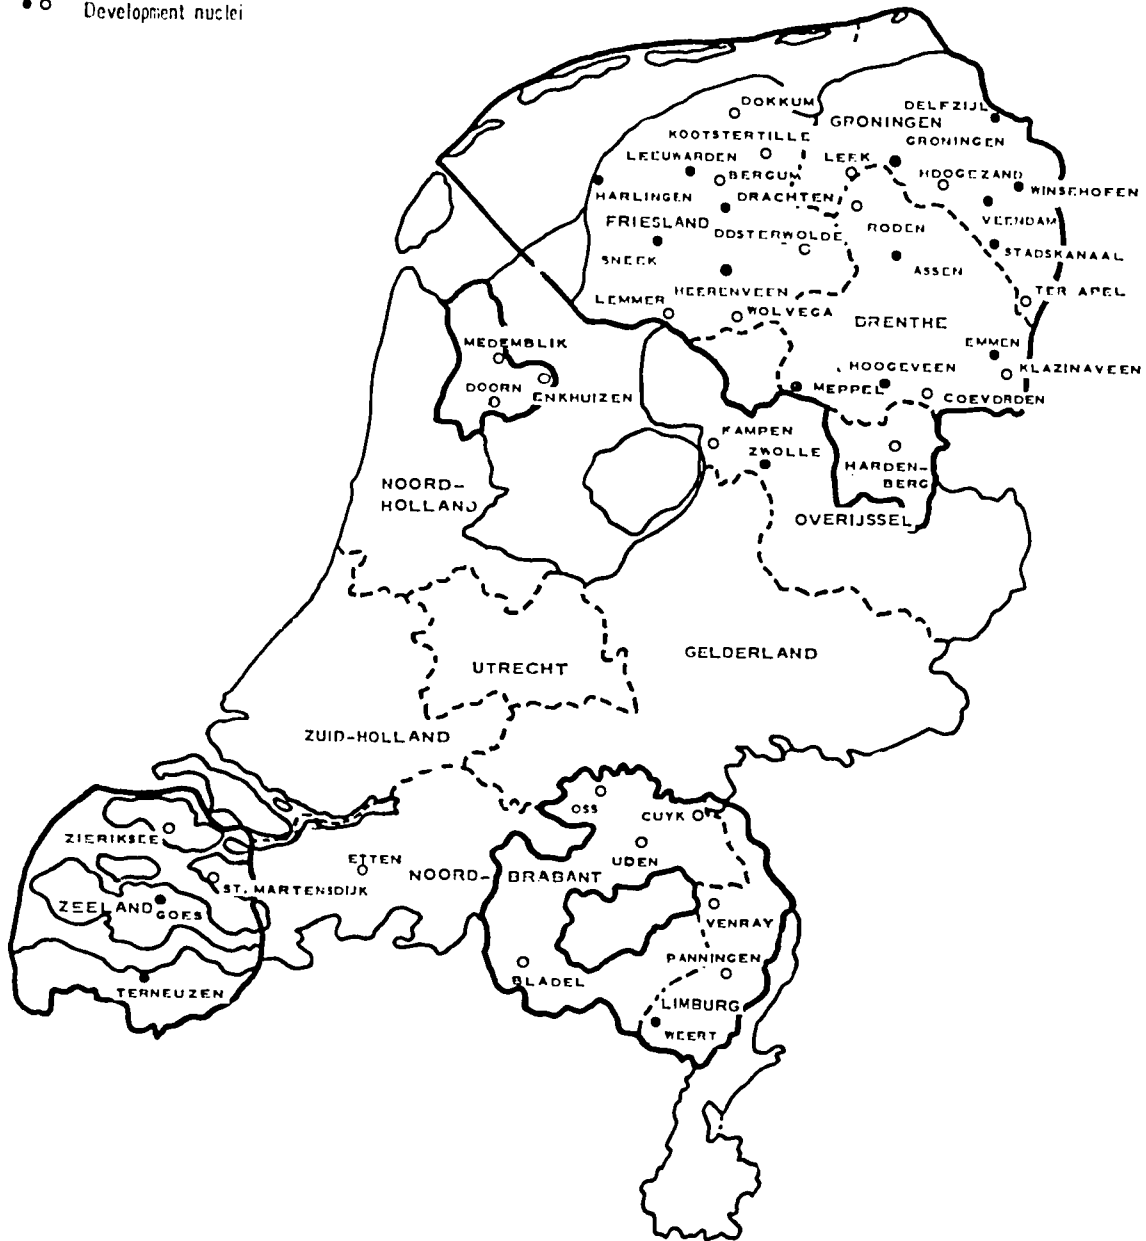 Development nuclei
DOKKUM
DELFZIJL
GRONINGEN
KOOTSTERTILLE
GRONINGEN
LEEUWARDEN
LEEK
BERGUM
HOOGEZAND
WINSEHOFEN
HARLINGEN
DRACHTEN
FRIESLAND
RODEN
VEENDAM
OOSTERWOLDE
STADSKANAAL
SNEEK
ASSEN
HEERENVEEN
TER APEL
LEMMER
WOLVEGA
DRENTHE
MEDEMBLIK
EMMEN
HOOGEVEEN
KLAZINAVEEN
DOORN
ENKHUIZEN
MEPPEL
COEVORDEN
KAMPEN
ZWOLLE
HARDEN-
BERG
NOORD-
HOLLAND
OVERIJSSEL
UTRECHT
GELDERLAND
ZUID-HOLLAND
OSS
CUYK
ZIERIKSEE
UDEN
ETTEN
NOORD-BRABANT
ST. MARTENSDIJK
ZEELAND
GOES
VENRAY
PANNINGEN
BLADEL
TERNEUZEN
LIMBURG
WEERT